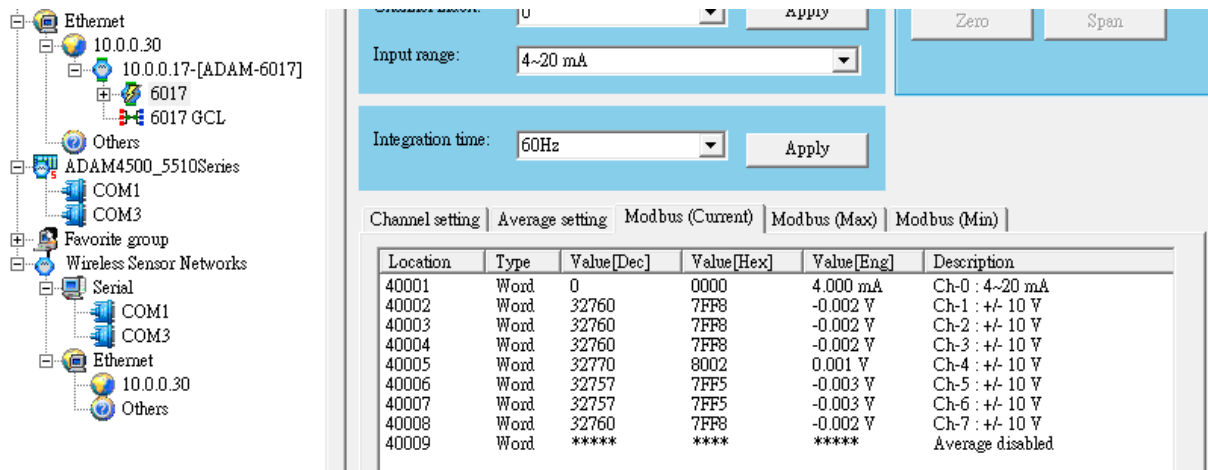 Ethernet
10.0.0.30
10.0.0.17-[ADAM-6017]
6017
6017 GCL
Others
ADAM4500_5510Series
COM1
COM3
Favorite group
Wireless Sensor Networks
Serial
COM1
COM3
Ethernet
10.0.0.30
Others
0 Apply
Input range: 4~20 mA
Zero Span
Integration time: 60Hz Apply
Channel setting Average setting Modbus (Current) Modbus (Max) Modbus (Min)
Location Type Value[Dec] Value[Hex] Value[Eng] Description
40001 Word 0 0000 4.000 mA Ch-0 : 4~20 mA
40002 Word 32760 7FF8 -0.002 V Ch-1 : +/- 10 V
40003 Word 32760 7FF8 -0.002 V Ch-2 : +/- 10 V
40004 Word 32760 7FF8 -0.002 V Ch-3 : +/- 10 V
40005 Word 32770 8002 0.001 V Ch-4 : +/- 10 V
40006 Word 32757 7FF5 -0.003 V Ch-5 : +/- 10 V
40007 Word 32757 7FF5 -0.003 V Ch-6 : +/- 10 V
40008 Word 32760 7FF8 -0.002 V Ch-7 : +/- 10 V
40009 Word ***** **** ***** Average disabled